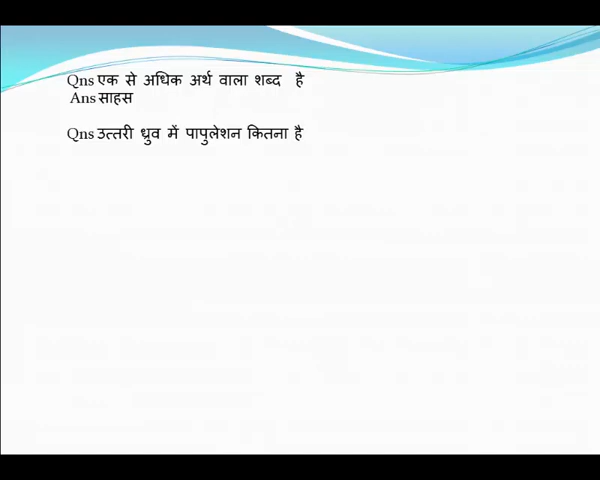 Qns एक से अधिक अर्थ वाला शब्द है
Ans साहस
Qns उत्तरी ध्रुव में पापुलेशन कितना है